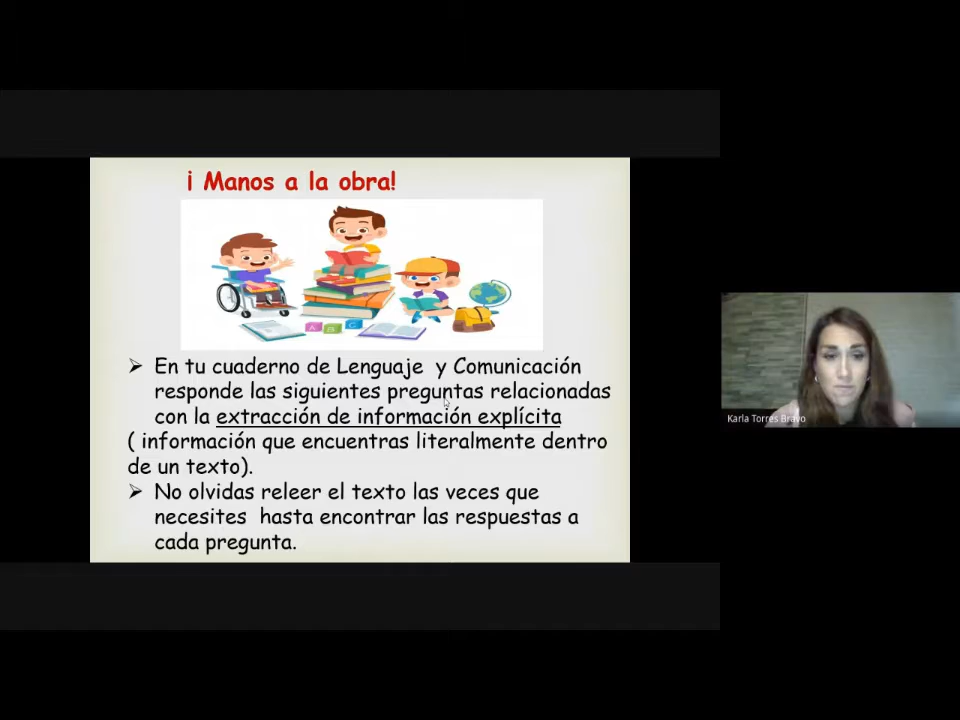 ¡ Manos a la obra!
A B C
En tu cuaderno de Lenguaje y Comunicación
responde las siguientes preguntas relacionadas
con la extracción de información explícita
( información que encuentras literalmente dentro
de un texto).
No olvidas releer el texto las veces que
necesites hasta encontrar las respuestas a
cada pregunta.
Karla Torres Bravo